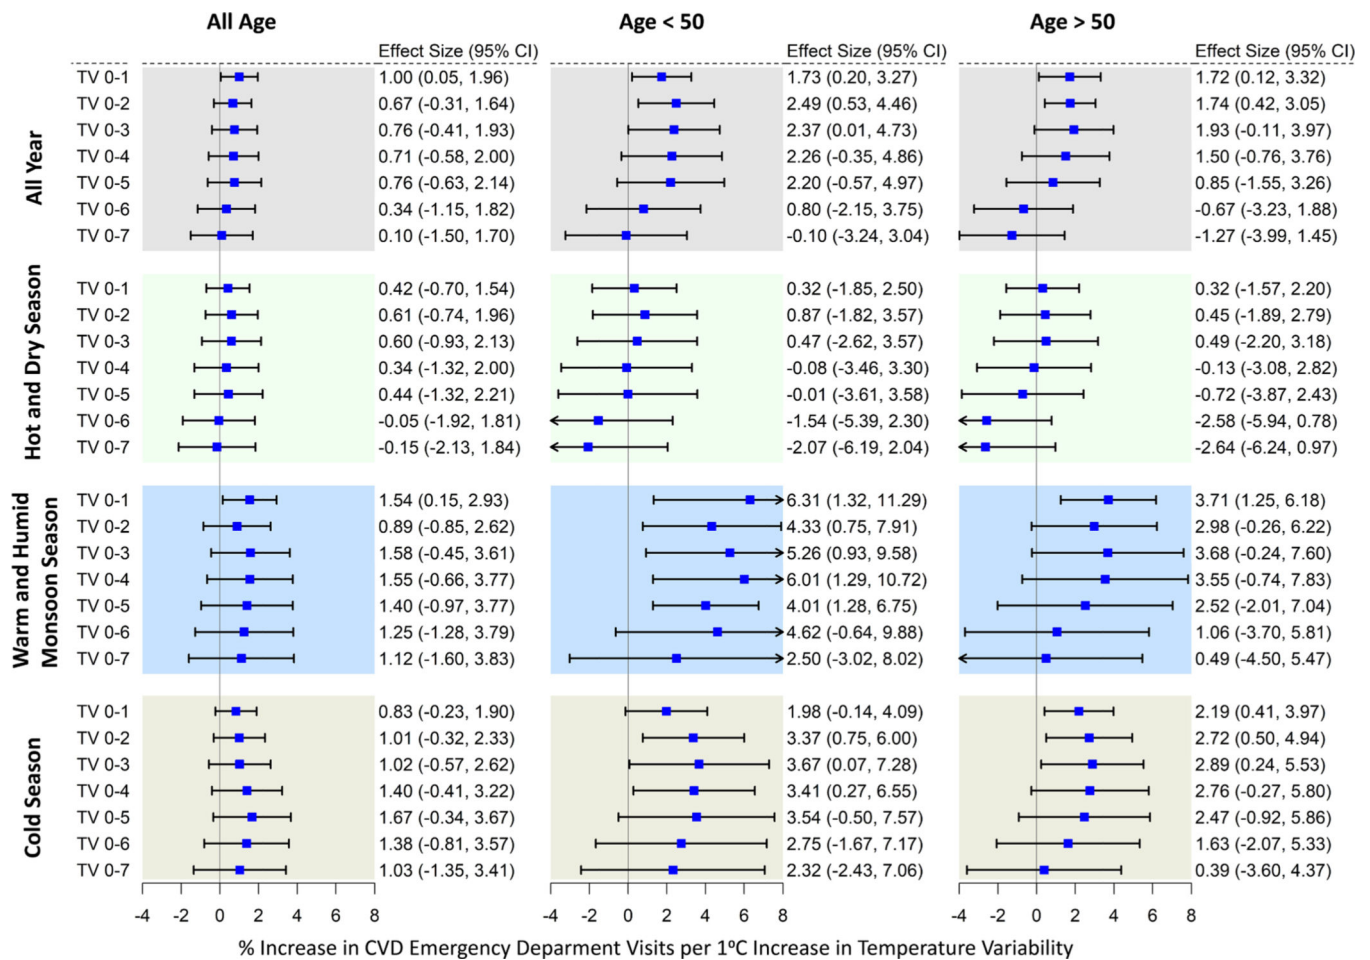 All Age Age < 50 Age > 50
Effect Size (95% CI) Effect Size (95% CI) Effect Size (95% CI)
All Year
TV 0-1 1.00 (0.05, 1.96) 1.73 (0.20, 3.27) 1.72 (0.12, 3.32)
TV 0-2 0.67 (-0.31, 1.64) 2.49 (0.53, 4.46) 1.74 (0.42, 3.05)
TV 0-3 0.76 (-0.41, 1.93) 2.37 (0.01, 4.73) 1.93 (-0.11, 3.97)
TV 0-4 0.71 (-0.58, 2.00) 2.26 (-0.35, 4.86) 1.50 (-0.76, 3.76)
TV 0-5 0.76 (-0.63, 2.14) 2.20 (-0.57, 4.97) 0.85 (-1.55, 3.26)
TV 0-6 0.34 (-1.15, 1.82) 0.80 (-2.15, 3.75) -0.67 (-3.23, 1.88)
TV 0-7 0.10 (-1.50, 1.70) -0.10 (-3.24, 3.04) -1.27 (-3.99, 1.45)
Hot and Dry Season
TV 0-1 0.42 (-0.70, 1.54) 0.32 (-1.85, 2.50) 0.32 (-1.57, 2.20)
TV 0-2 0.61 (-0.74, 1.96) 0.87 (-1.82, 3.57) 0.45 (-1.89, 2.79)
TV 0-3 0.60 (-0.93, 2.13) 0.47 (-2.62, 3.57) 0.49 (-2.20, 3.18)
TV 0-4 0.34 (-1.32, 2.00) -0.08 (-3.46, 3.30) -0.13 (-3.08, 2.82)
TV 0-5 0.44 (-1.32, 2.21) -0.01 (-3.61, 3.58) -0.72 (-3.87, 2.43)
TV 0-6 -0.05 (-1.92, 1.81) -1.54 (-5.39, 2.30) -2.58 (-5.94, 0.78)
TV 0-7 -0.15 (-2.13, 1.84) -2.07 (-6.19, 2.04) -2.64 (-6.24, 0.97)
Warm and Humid
Monsoon Season
TV 0-1 1.54 (0.15, 2.93) 6.31 (1.32, 11.29) 3.71 (1.25, 6.18)
TV 0-2 0.89 (-0.85, 2.62) 4.33 (0.75, 7.91) 2.98 (-0.26, 6.22)
TV 0-3 1.58 (-0.45, 3.61) 5.26 (0.93, 9.58) 3.68 (-0.24, 7.60)
TV 0-4 1.55 (-0.66, 3.77) 6.01 (1.29, 10.72) 3.55 (-0.74, 7.83)
TV 0-5 1.40 (-0.97, 3.77) 4.01 (1.28, 6.75) 2.52 (-2.01, 7.04)
TV 0-6 1.25 (-1.28, 3.79) 4.62 (-0.64, 9.88) 1.06 (-3.70, 5.81)
TV 0-7 1.12 (-1.60, 3.83) 2.50 (-3.02, 8.02) 0.49 (-4.50, 5.47)
Cold Season
TV 0-1 0.83 (-0.23, 1.90) 1.98 (-0.14, 4.09) 2.19 (0.41, 3.97)
TV 0-2 1.01 (-0.32, 2.33) 3.37 (0.75, 6.00) 2.72 (0.50, 4.94)
TV 0-3 1.02 (-0.57, 2.62) 3.67 (0.07, 7.28) 2.89 (0.24, 5.53)
TV 0-4 1.40 (-0.41, 3.22) 3.41 (0.27, 6.55) 2.76 (-0.27, 5.80)
TV 0-5 1.67 (-0.34, 3.67) 3.54 (-0.50, 7.57) 2.47 (-0.92, 5.86)
TV 0-6 1.38 (-0.81, 3.57) 2.75 (-1.67, 7.17) 1.63 (-2.07, 5.33)
TV 0-7 1.03 (-1.35, 3.41) 2.32 (-2.43, 7.06) 0.39 (-3.60, 4.37)
-4 -2 0 2 4 6 8 -4 -2 0 2 4 6 8 -4 -2 0 2 4 6 8
% Increase in CVD Emergency Deparment Visits per 1ºC Increase in Temperature Variability